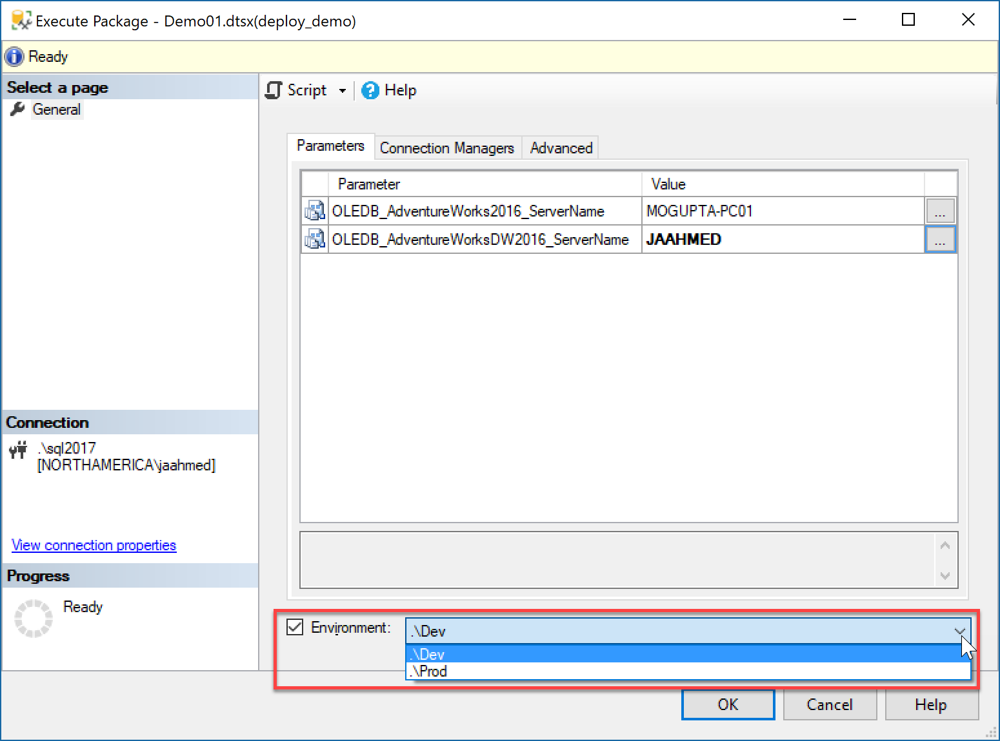 Execute Package - Demo01.dtsx(deploy_demo)
Ready
Select a page
General
Script
Help
Parameters
Connection Managers
Advanced
Parameter Value
OLEDB_AdventureWorks2016_ServerName MOGUPTA-PC01 ...
OLEDB_AdventureWorksDW2016_ServerName JAAHMED ...
Connection
.\sql2017
[NORTHAMERICA\jaahmed]
View connection properties
Progress
Ready
Environment: .\Dev
.\Dev
.\Prod
OK Cancel Help